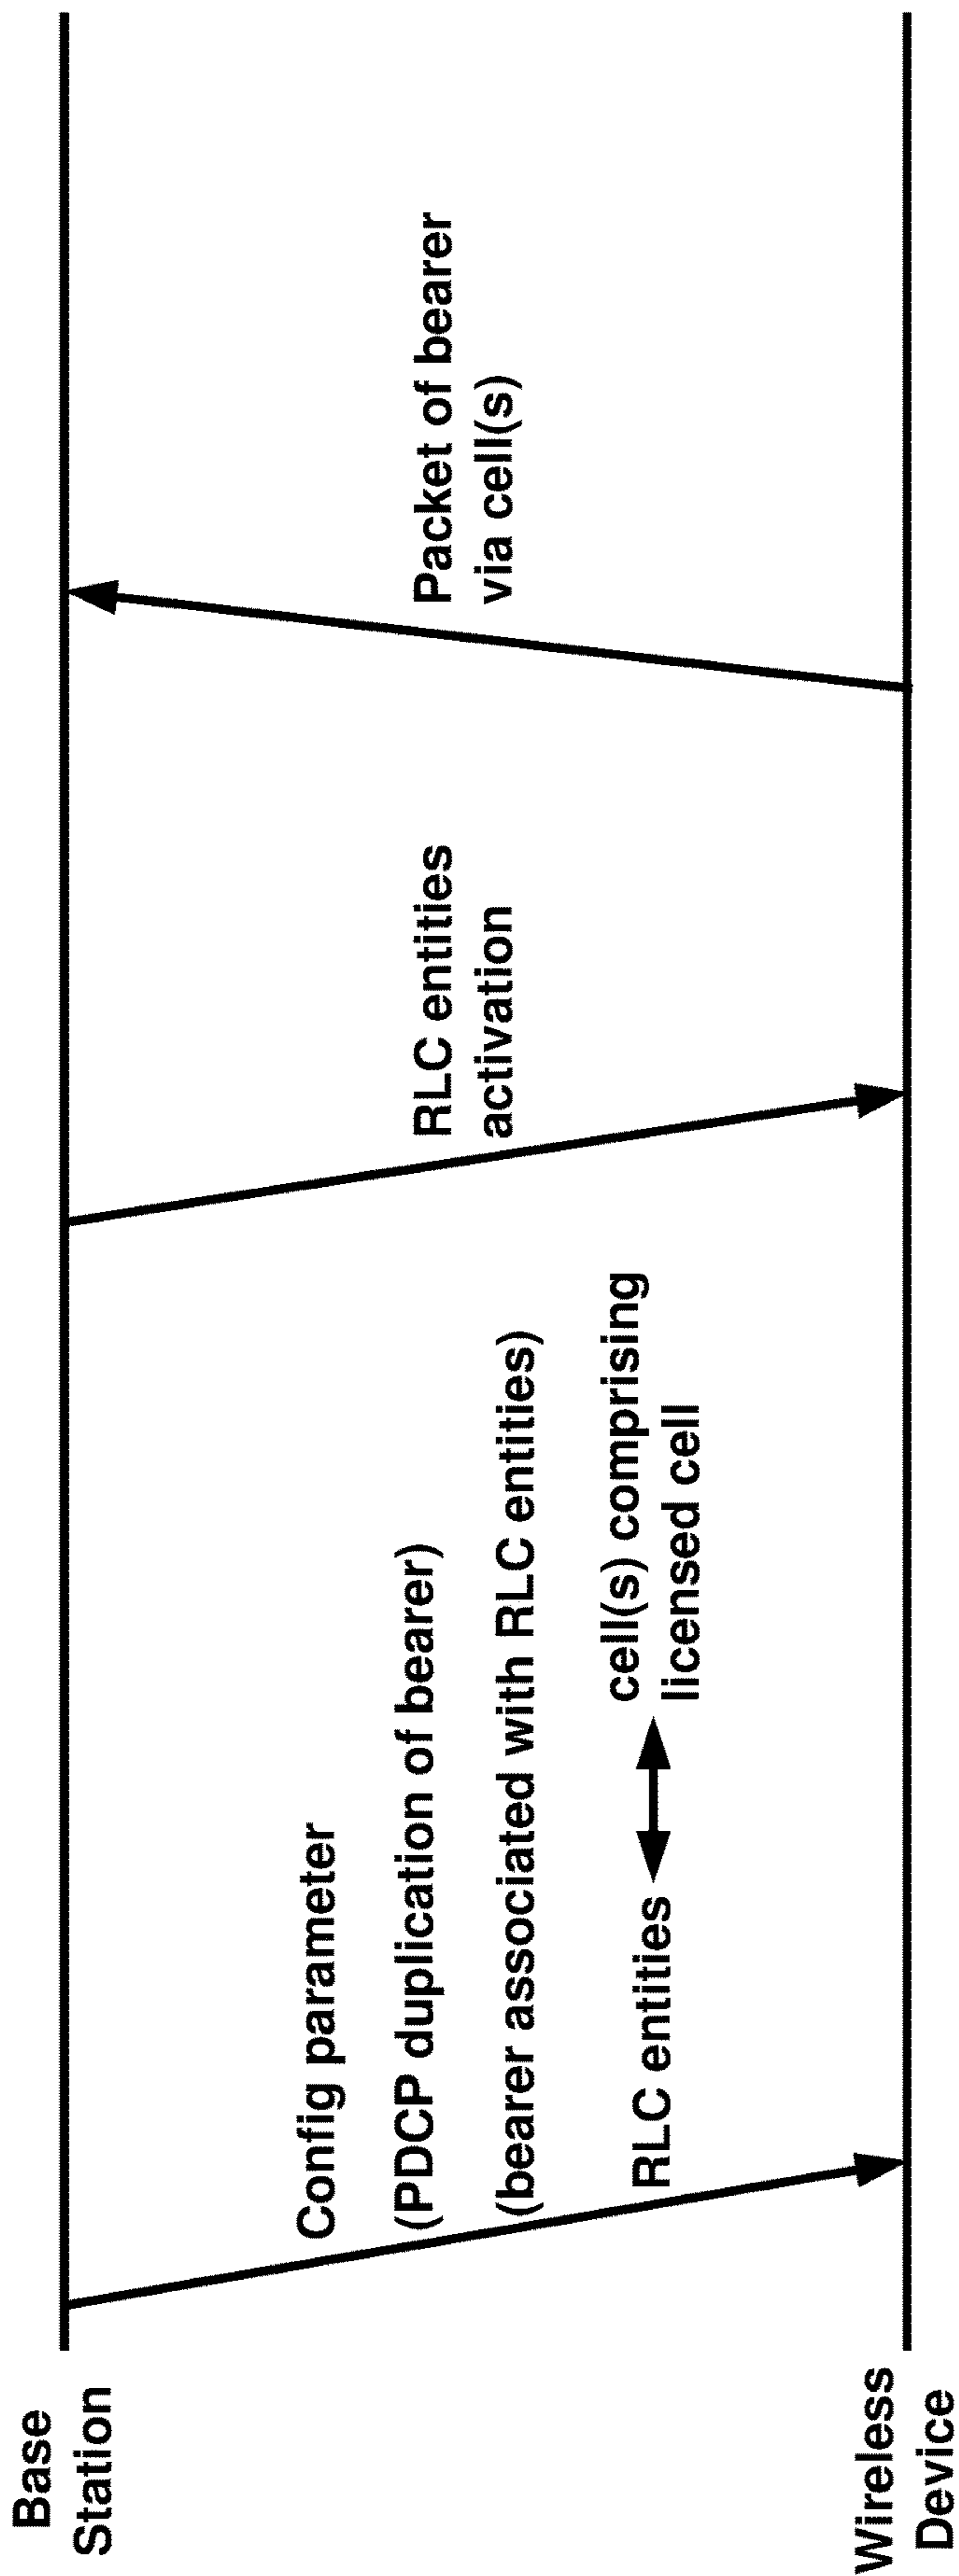 Base
Station
Config parameter
(PDCP duplication of bearer)
(bearer associated with RLC entities)
RLC entities
cell(s) comprising
licensed cell
RLC entities
activation
Packet of bearer
via cell(s)
Wireless
Device